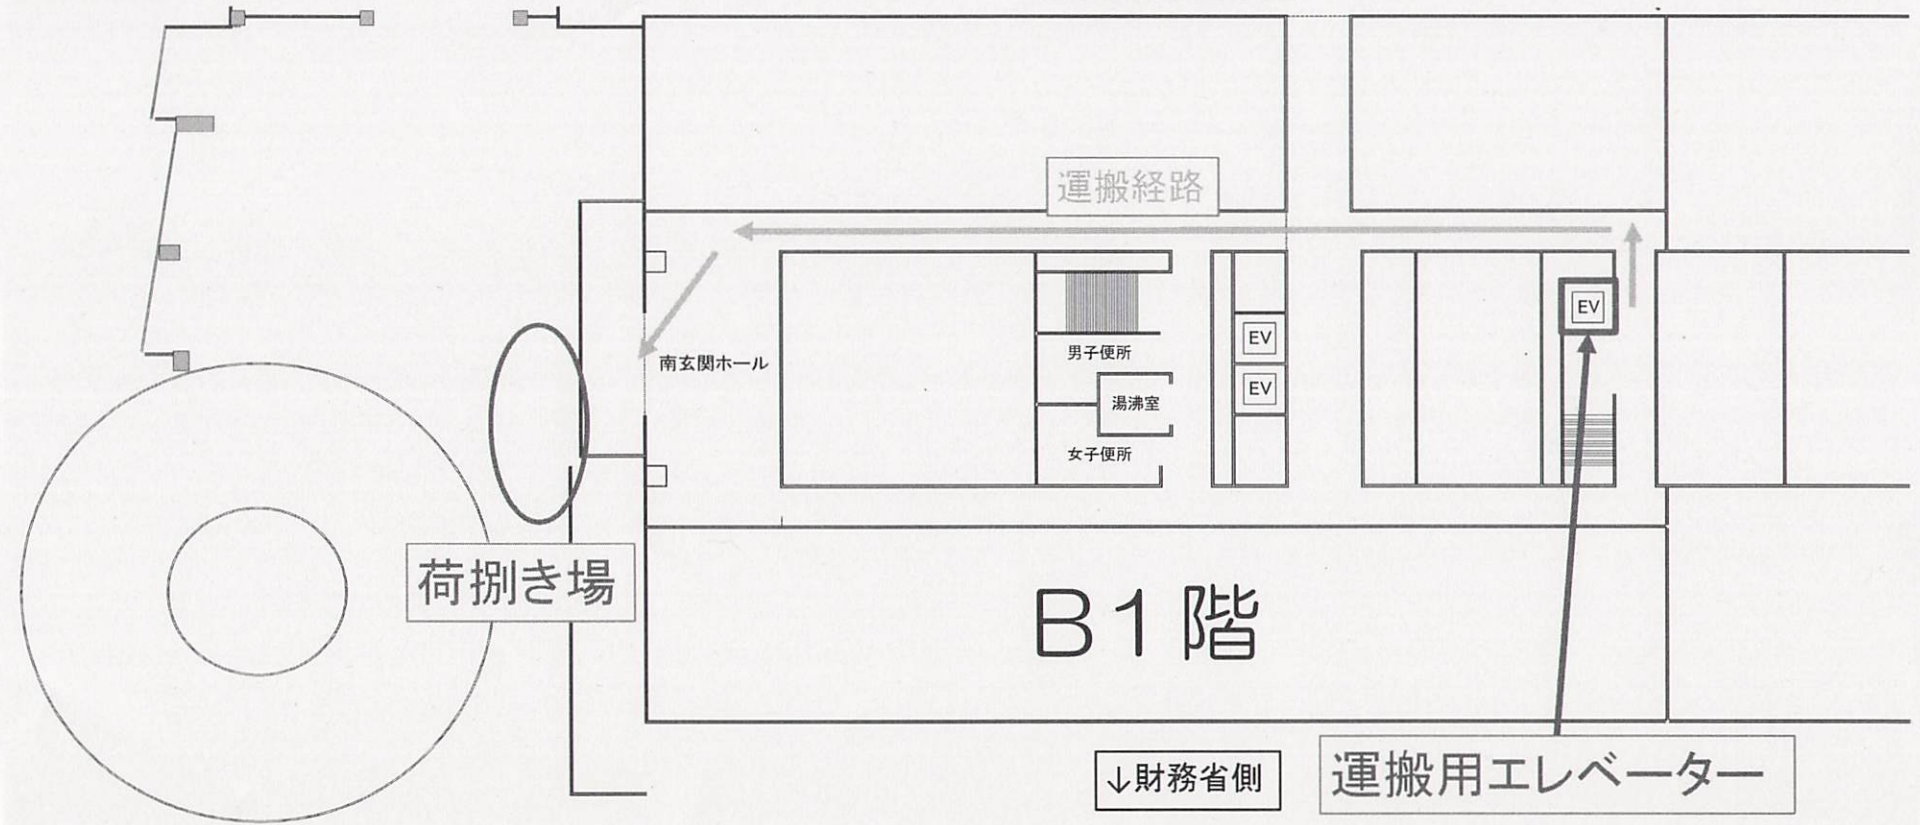 運搬経路
EV
南玄関ホール
男子便所
EV
湯沸室
EV
女子便所
荷捌き場
B1階
↓財務省側
運搬用エレベーター